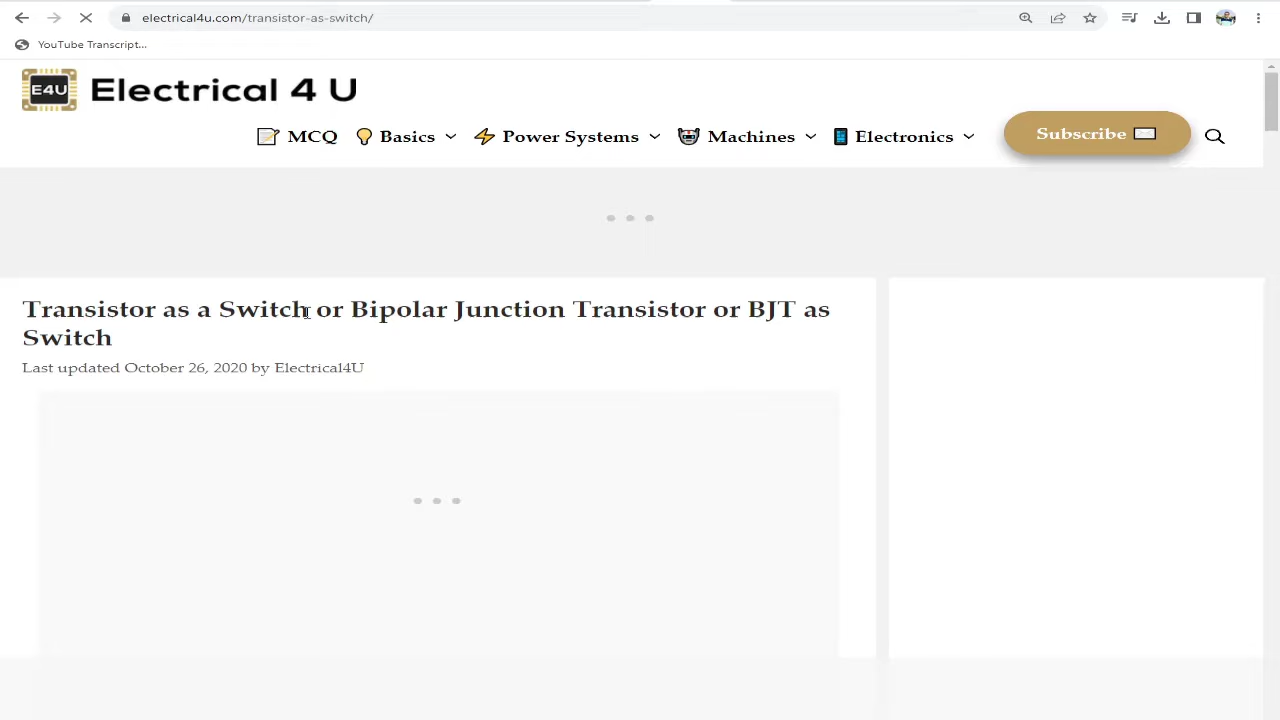 electrical4u.com/transistor-as-switch/
YouTube Transcript...
E4U Electrical 4 U
MCQ Basics Power Systems Machines Electronics Subscribe
Transistor as a Switch or Bipolar Junction Transistor or BJT as
Switch
Last updated October 26, 2020 by Electrical4U